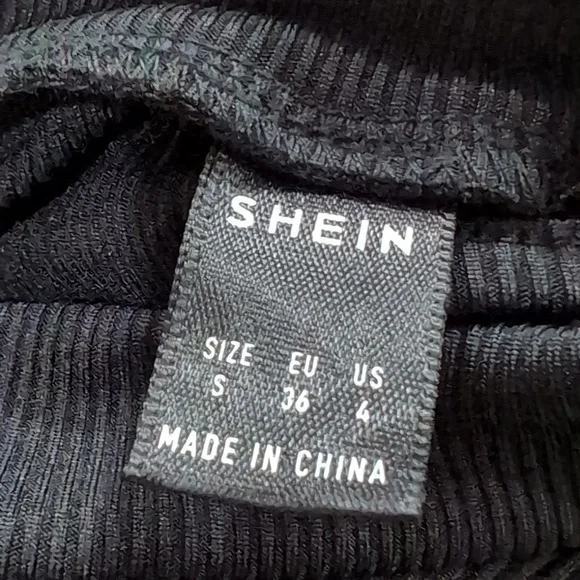 SHEIN
SIZE EU US
S 36 4
MADE IN CHINA